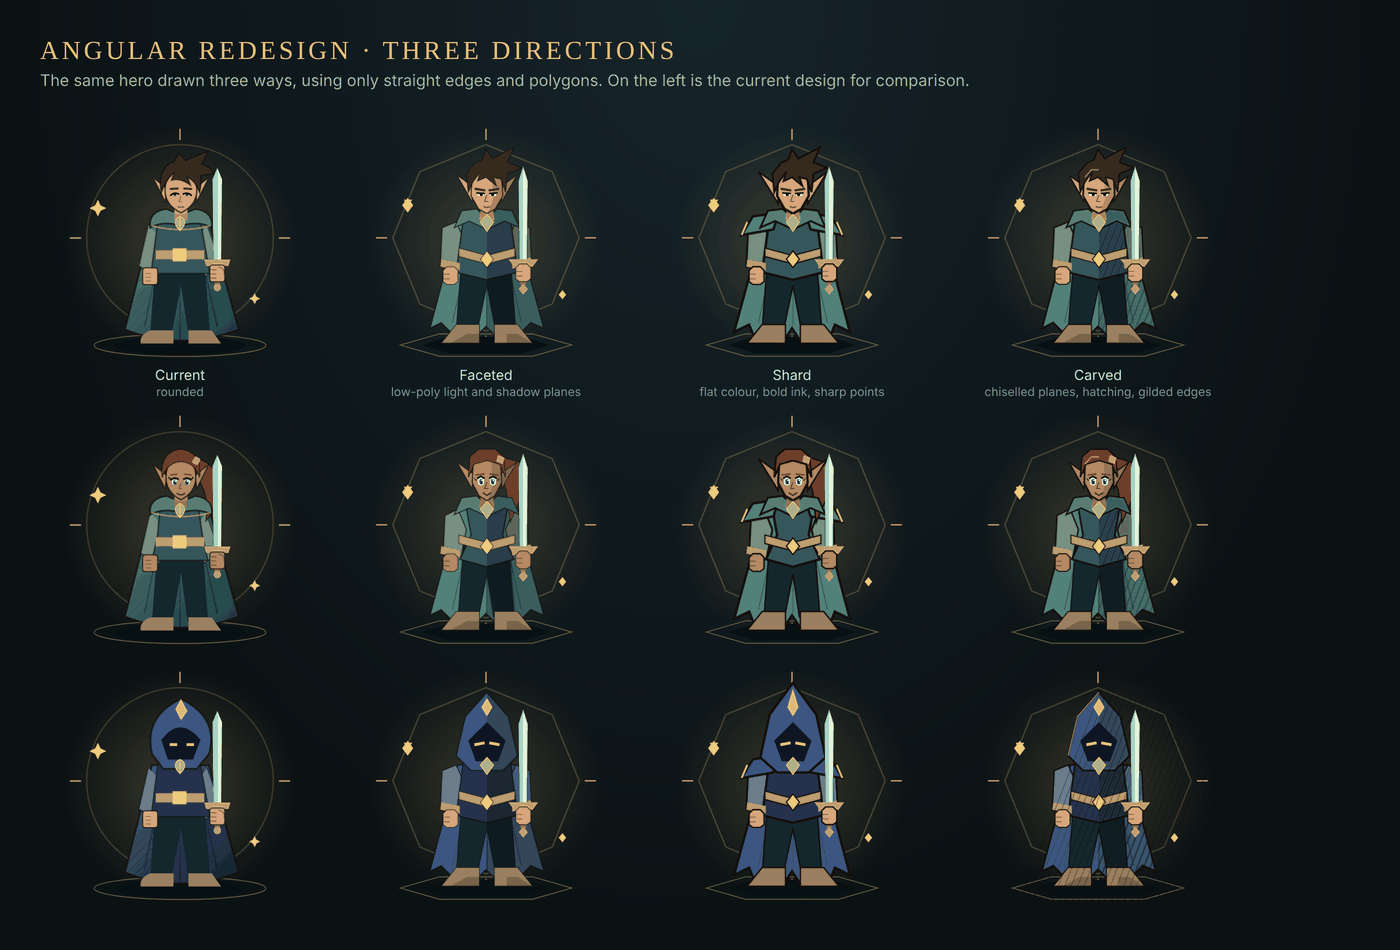 ANGULAR REDESIGN · THREE DIRECTIONS
The same hero drawn three ways, using only straight edges and polygons. On the left is the current design for comparison.
Current
rounded
Faceted
low-poly light and shadow planes
Shard
flat colour, bold ink, sharp points
Carved
chiselled planes, hatching, gilded edges